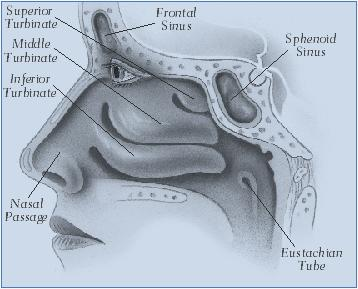 Superior
Turbinate
Frontal
Sinus
Middle
Turbinate
Sphenoid
Sinus
Inferior
Turbinate
Nasal
Passage
Eustachian
Tube